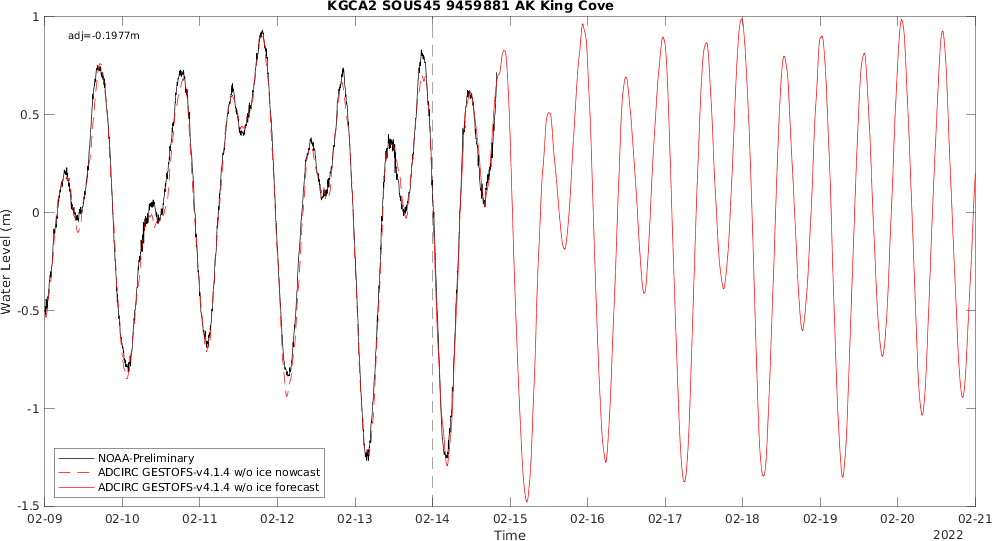 KGCA2 SOUS45 9459881 AK King Cove
adj=-0.1977m
1
0.5
0
-0.5
-1
-1.5
Water Level (m)
NOAA-Preliminary
ADCIRC GESTOFS-v4.1.4 w/o ice nowcast
ADCIRC GESTOFS-v4.1.4 w/o ice forecast
02-09 02-10 02-11 02-12 02-13 02-14 02-15 02-16 02-17 02-18 02-19 02-20 02-21
Time
2022